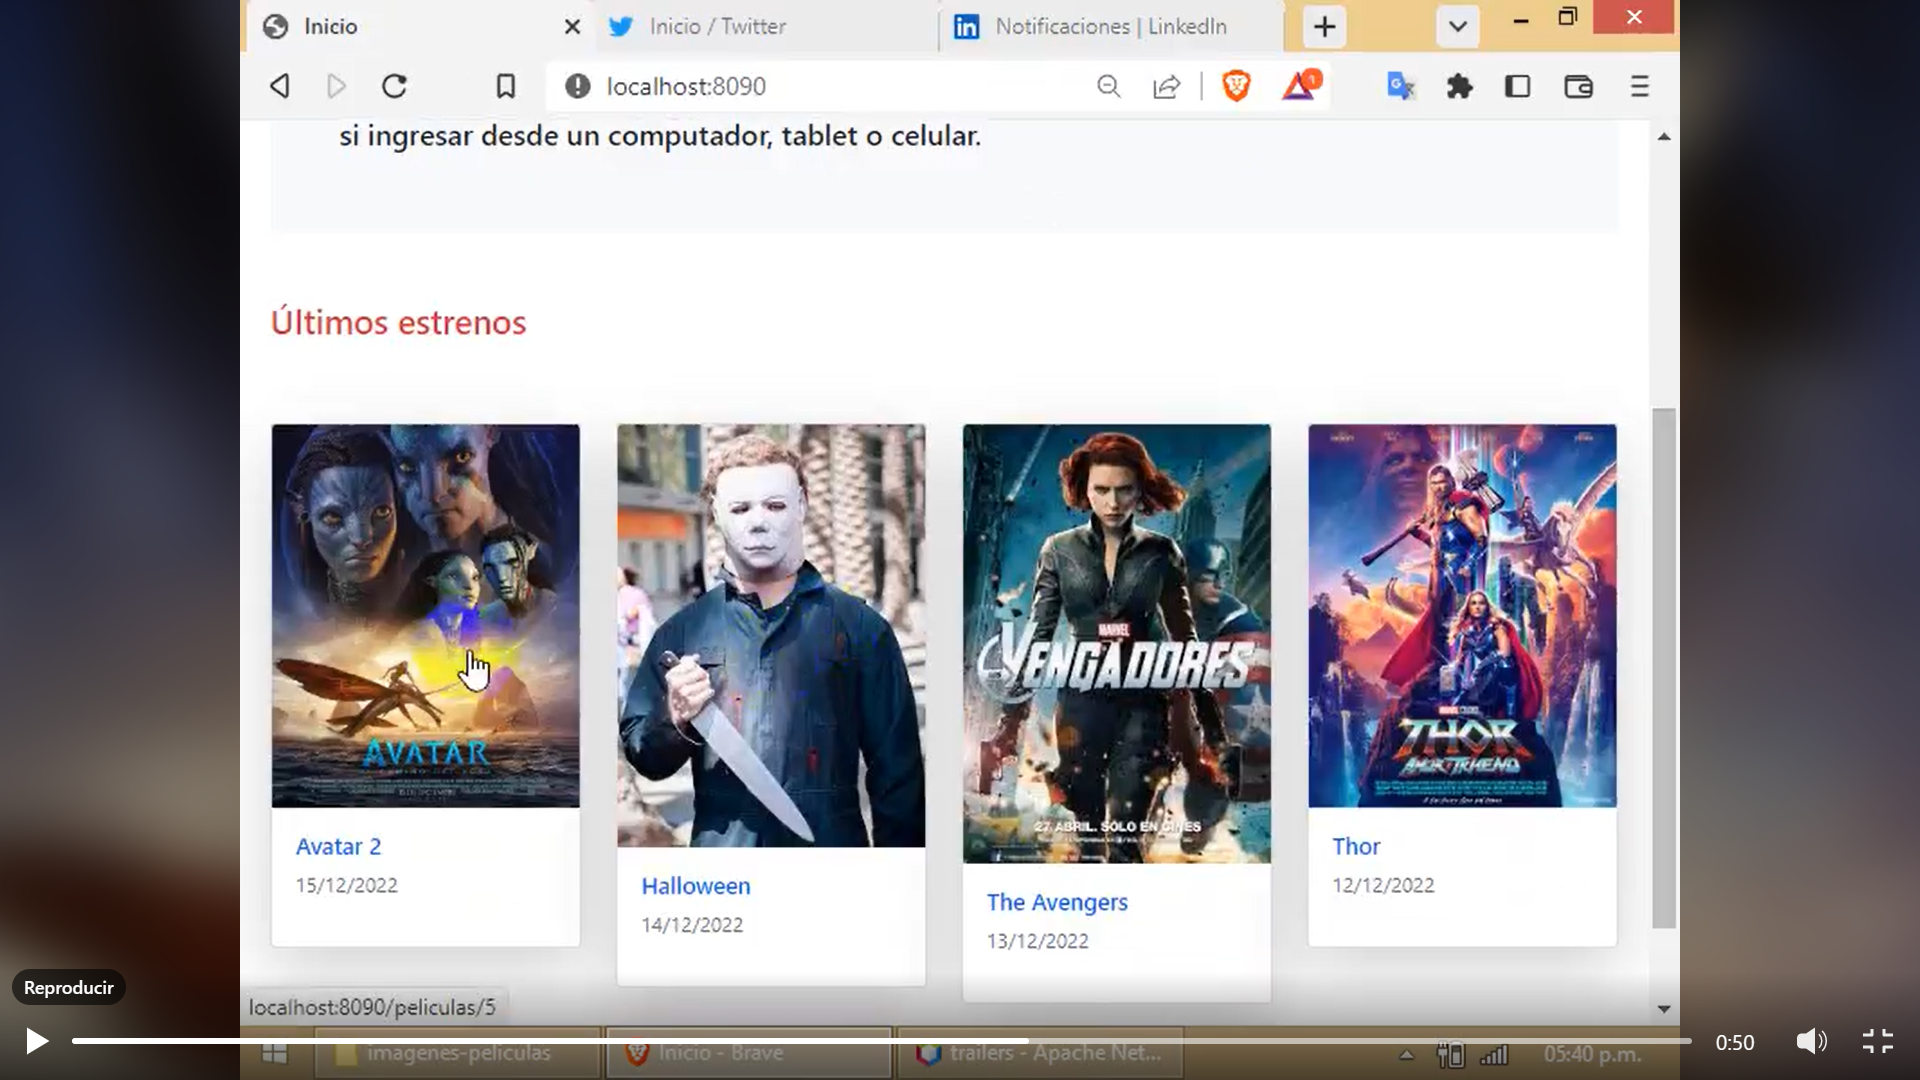 Inicio
Inicio / Twitter
Notificaciones | LinkedIn
localhost:8090
1
si ingresar desde un computador, tablet o celular.
Últimos estrenos
AVATAR
MARVEL
VENGADORES
27 ABRIL. SÓLO EN CINES
THOR
Avatar 2
15/12/2022
Halloween
14/12/2022
The Avengers
13/12/2022
Thor
12/12/2022
Reproducir
localhost:8090/peliculas/5
0:50
imagenes-peliculas
Inicio - Brave
trailers - Apache Net...
05:40 p.m.